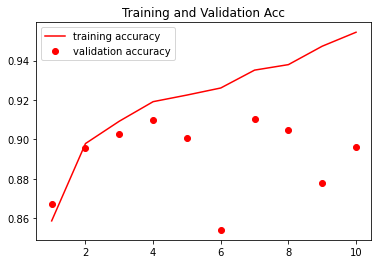 Training and Validation Acc
training accuracy
validation accuracy
0.94
0.92
0.90
0.88
0.86
2 4 6 8 10